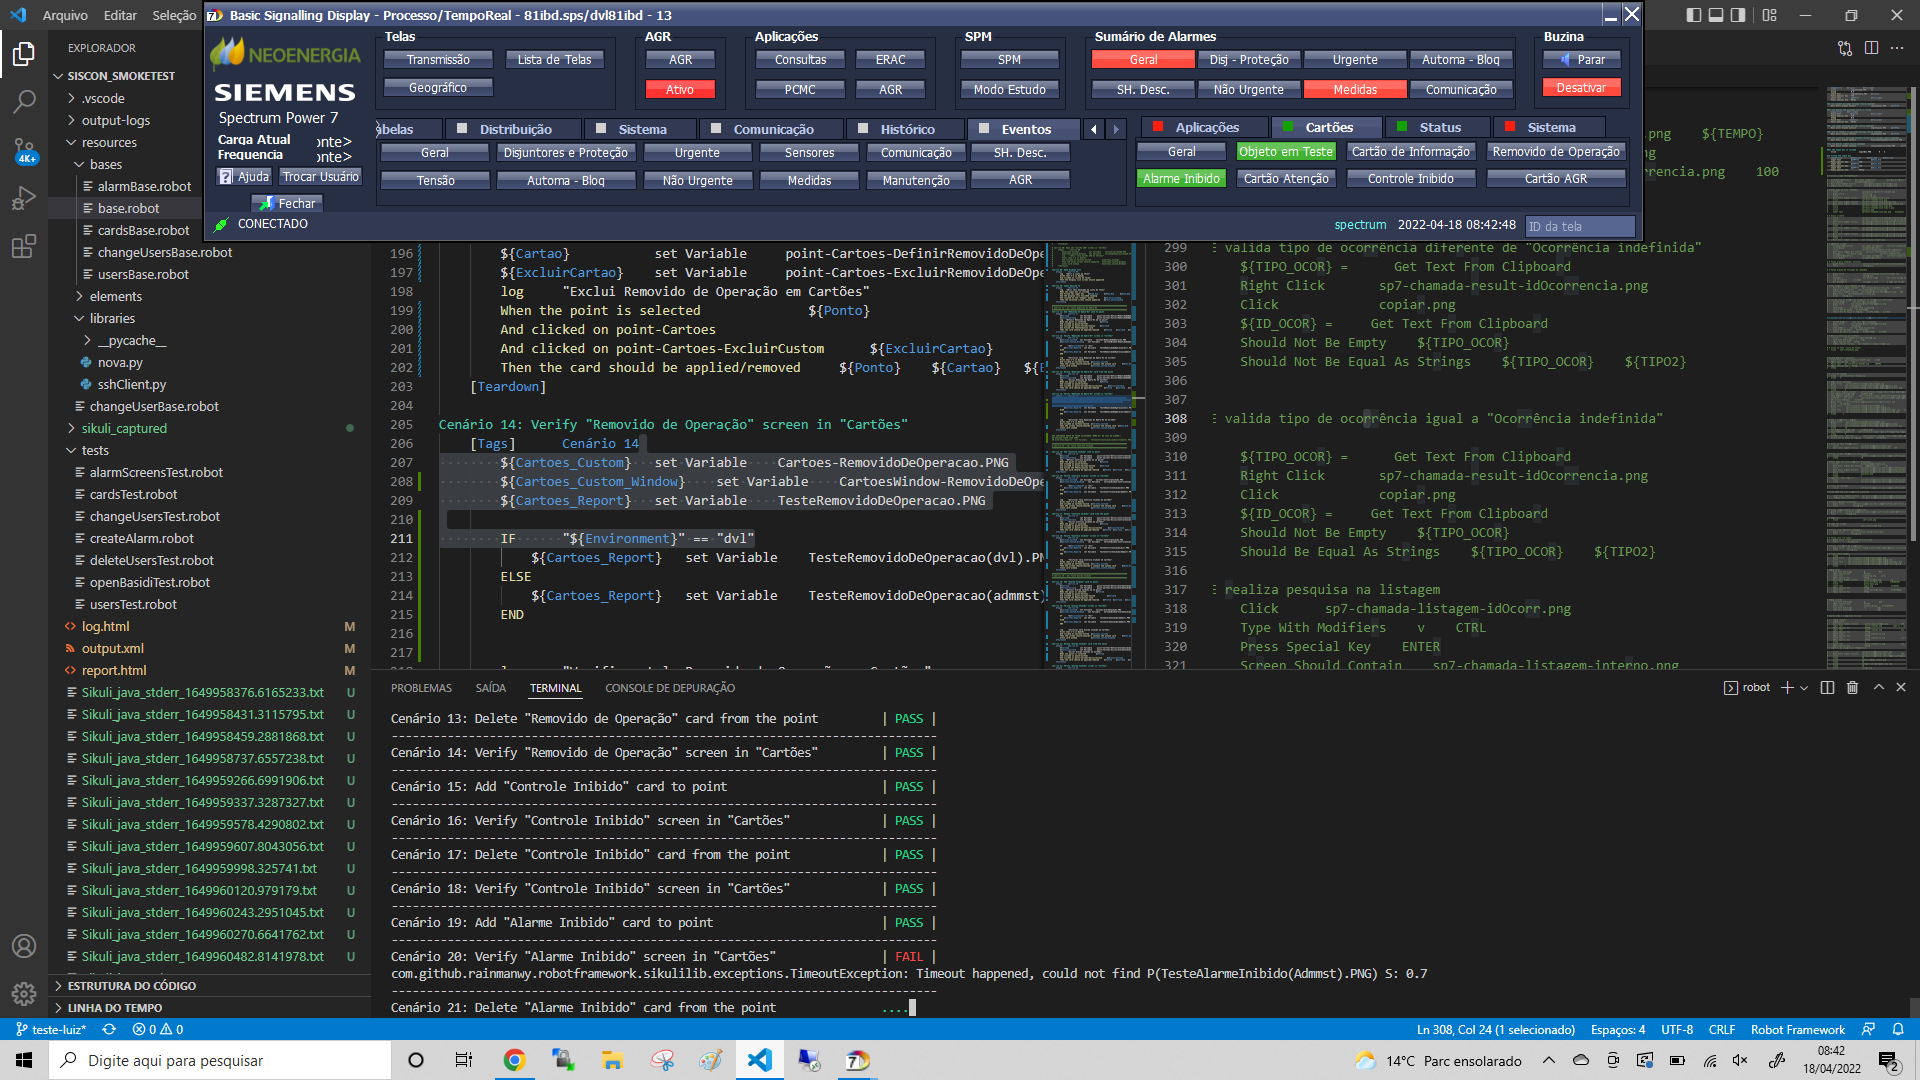 Arquivo Editar Seleção
Basic Signalling Display - Processo/TempoReal - 81ibd.sps/dvl81ibd - 13
NEOENERGIA
SIEMENS
Spectrum Power 7
Carga Atual onte>
Frequencia onte>
Ajuda Trocar Usuário
Fechar
CONECTADO
Telas
Transmissão Lista de Telas
Geográfico
AGR
AGR
Ativo
Aplicações
Consultas ERAC
PCMC AGR
SPM
SPM
Modo Estudo
Sumário de Alarmes
Geral Disj - Proteção Urgente Automa - Bloq
SH. Desc. Não Urgente Medidas Comunicação
Buzina
Parar
Desativar
abelas Distribuição Sistema Comunicação Histórico Eventos
Geral Disjuntores e Proteção Urgente Sensores Comunicação SH. Desc.
Tensão Automa - Bloq Não Urgente Medidas Manutenção AGR
Aplicações Cartões Status Sistema
Geral Objeto em Teste Cartão de Informação Removido de Operação
Alarme Inibido Cartão Atenção Controle Inibido Cartão AGR
spectrum 2022-04-18 08:42:48 ID da tela
EXPLORADOR
SISCON_SMOKETEST
.vscode
output-logs
resources
bases
alarmBase.robot
base.robot
cardsBase.robot
changeUsersBase.robot
usersBase.robot
elements
libraries
__pycache__
nova.py
sshClient.py
changeUserBase.robot
sikuli_captured
tests
alarmScreensTest.robot
cardsTest.robot
changeUsersTest.robot
createAlarm.robot
deleteUsersTest.robot
openBasidiTest.robot
usersTest.robot
log.html M
output.xml M
report.html M
Sikuli_java_stderr_1649958376.6165233.txt U
Sikuli_java_stderr_1649958431.3115795.txt U
Sikuli_java_stderr_1649958459.2881868.txt U
Sikuli_java_stderr_1649958737.6557238.txt U
Sikuli_java_stderr_1649959266.6991906.txt U
Sikuli_java_stderr_1649959337.3287327.txt U
Sikuli_java_stderr_1649959578.4290802.txt U
Sikuli_java_stderr_1649959607.8043056.txt U
Sikuli_java_stderr_1649959998.325741.txt U
Sikuli_java_stderr_1649960120.979179.txt U
Sikuli_java_stderr_1649960243.2951045.txt U
Sikuli_java_stderr_1649960270.6641762.txt U
Sikuli_java_stderr_1649960482.8141978.txt U
ESTRUTURA DO CÓDIGO
LINHA DO TEMPO
4K+
196 ${Cartao} set Variable point-Cartoes-DefinirRemovidoDeOpe
197 ${ExcluirCartao} set Variable point-Cartoes-ExcluirRemovidoDeO
198 log "Exclui Removido de Operação em Cartões"
199 When the point is selected ${Ponto}
200 And clicked on point-Cartoes
201 And clicked on point-Cartoes-ExcluirCustom ${ExcluirCartao}
202 Then the card should be applied/removed ${Ponto} ${Cartao} ${E
203 [Teardown]
204
205 Cenário 14: Verify "Removido de Operação" screen in "Cartões"
206 [Tags] Cenário 14
207 ${Cartoes_Custom} set Variable Cartoes-RemovidoDeOperacao.PNG
208 ${Cartoes_Custom_Window} set Variable CartoesWindow-RemovidoDeOpe
209 ${Cartoes_Report} set Variable TesteRemovidoDeOperacao.PNG
210
211 IF "${Environment}" == "dvl"
212 ${Cartoes_Report} set Variable TesteRemovidoDeOperacao(dvl).PN
213 ELSE
214 ${Cartoes_Report} set Variable TesteRemovidoDeOperacao(admmst)
215 END
216
217
ng.png ${TEMPO}
ng
rrencia.png 100
299 valida tipo de ocorrência diferente de "Ocorrência indefinida"
300 ${TIPO_OCOR} = Get Text From Clipboard
301 Right Click sp7-chamada-result-idOcorrencia.png
302 Click copiar.png
303 ${ID_OCOR} = Get Text From Clipboard
304 Should Not Be Empty ${TIPO_OCOR}
305 Should Not Be Equal As Strings ${TIPO_OCOR} ${TIPO2}
306
307
308 valida tipo de ocorrência igual a "Ocorrência indefinida"
309
310 ${TIPO_OCOR} = Get Text From Clipboard
311 Right Click sp7-chamada-result-idOcorrencia.png
312 Click copiar.png
313 ${ID_OCOR} = Get Text From Clipboard
314 Should Not Be Empty ${TIPO_OCOR}
315 Should Be Equal As Strings ${TIPO_OCOR} ${TIPO2}
316
317 realiza pesquisa na listagem
318 Click sp7-chamada-listagem-idOcorr.png
319 Type With Modifiers v CTRL
320 Press Special Key ENTER
321 Screen Should Contain sp7-chamada-listagem-interno.png
PROBLEMAS SAÍDA TERMINAL CONSOLE DE DEPURAÇÃO robot
Cenário 13: Delete "Removido de Operação" card from the point | PASS |
Cenário 14: Verify "Removido de Operação" screen in "Cartões" | PASS |
Cenário 15: Add "Controle Inibido" card to point | PASS |
Cenário 16: Verify "Controle Inibido" screen in "Cartões" | PASS |
Cenário 17: Delete "Controle Inibido" card from the point | PASS |
Cenário 18: Verify "Controle Inibido" screen in "Cartões" | PASS |
Cenário 19: Add "Alarme Inibido" card to point | PASS |
Cenário 20: Verify "Alarme Inibido" screen in "Cartões" | FAIL |
com.github.rainmanwy.robotframework.sikulilib.exceptions.TimeoutException: Timeout happened, could not find P(TesteAlarmeInibido(Admmst).PNG) S: 0.7
Cenário 21: Delete "Alarme Inibido" card from the point ....
teste-luiz* 0 0 Ln 308, Col 24 (1 selecionado) Espaços: 4 UTF-8 CRLF Robot Framework
Digite aqui para pesquisar
14°C Parc ensolarado
08:42
18/04/2022
2